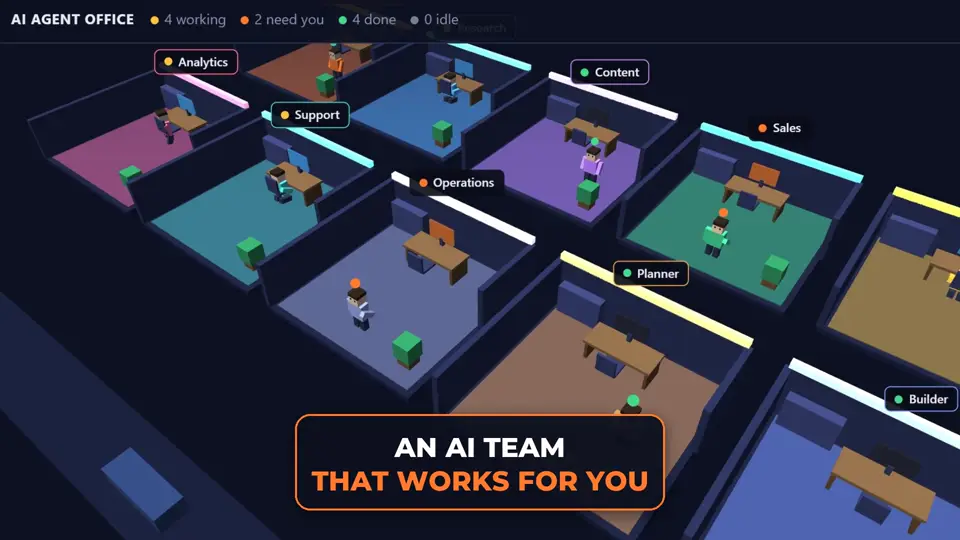 AI AGENT OFFICE
4 working
2 need you
4 done
0 idle
Research
Analytics
Content
Support
Sales
Operations
Planner
Builder
AN AI TEAM
THAT WORKS FOR YOU